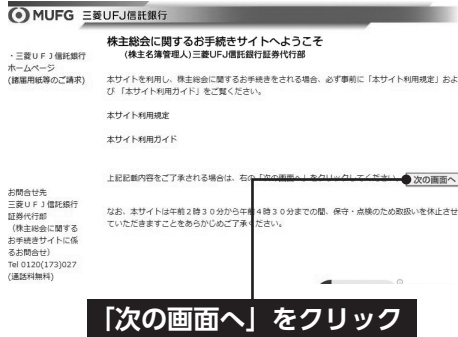 MUFG 三菱UFJ信託銀行
・三菱UFJ信託銀行
ホームページ
(諸届用紙等のご請求)
株主総会に関するお手続きサイトへようこそ
(株主名簿管理人)三菱UFJ信託銀行証券代行部
本サイトを利用し、株主総会に関するお手続きをされる場合、必ず事前に「本サイト利用規定」およ
び「本サイト利用ガイド」をご覧ください。
本サイト利用規定
本サイト利用ガイド
上記記載内容をご了承される場合は、右の「次の画面へ」をクリックしてください
次の画面へ
なお、本サイトは午前2時30分から午前4時30分までの間、保守・点検のため取扱いを休止させ
ていただきますことをあらかじめご了承ください。
お問合せ先
三菱UFJ信託銀行
証券代行部
(株主総会に関する
お手続きサイトに係
るお問合せ)
Tel 0120(173)027
(通話料無料)
「次の画面へ」をクリック